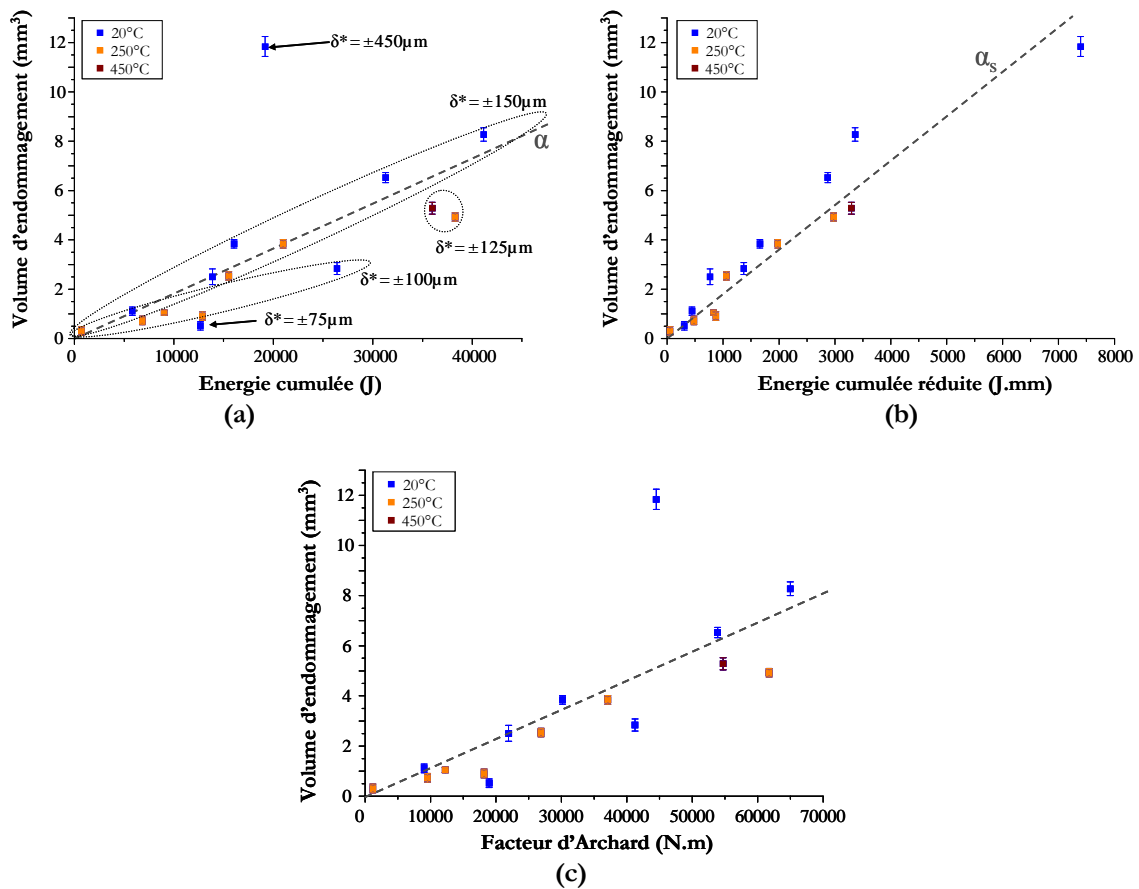 20°C
250°C
450°C
δ* = ±450µm
δ* = ±150µm
α
δ* = ±125µm
δ* = ±100µm
δ* = ±75µm
12
10
8
6
4
2
0
0
10000
20000
30000
40000
Volume d'endommagement (mm³)
Energie cumulée (J)
(a)
20°C
250°C
450°C
αs
12
10
8
6
4
2
0
0
1000
2000
3000
4000
5000
6000
7000
8000
Volume d'endommagement (mm³)
Energie cumulée réduite (J.mm)
(b)
20°C
250°C
450°C
12
10
8
6
4
2
0
0
10000
20000
30000
40000
50000
60000
70000
Volume d'endommagement (mm³)
Facteur d'Archard (N.m)
(c)